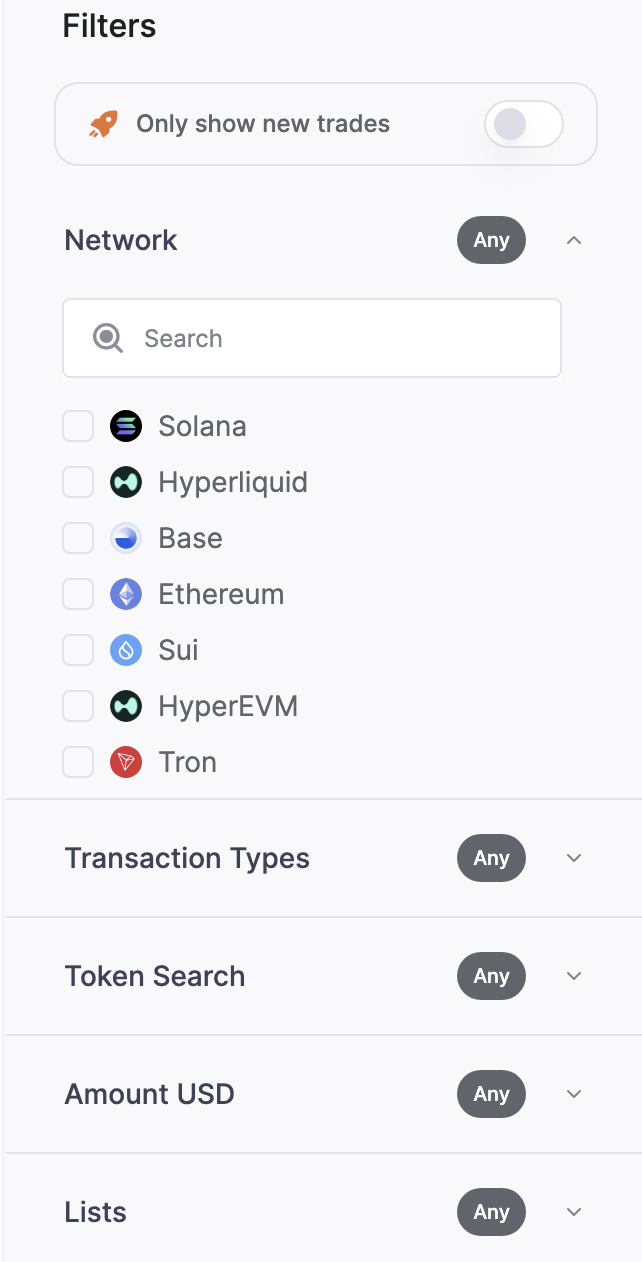 Filters
Only show new trades
Network Any
Search
Solana
Hyperliquid
Base
Ethereum
Sui
HyperEVM
Tron
Transaction Types Any
Token Search Any
Amount USD Any
Lists Any